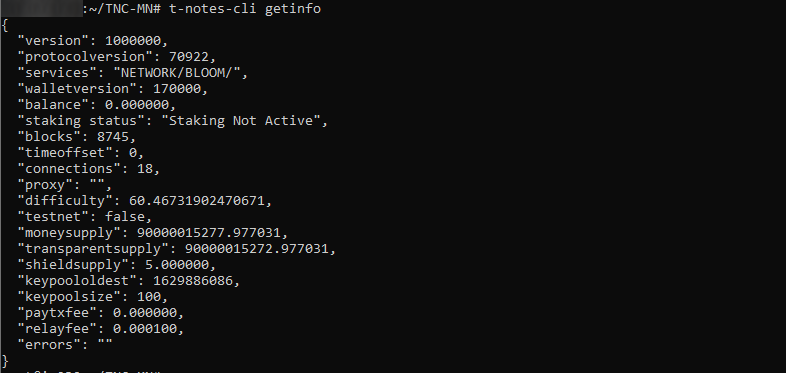 :~/TNC-MN# t-notes-cli getinfo
{
"version": 1000000,
"protocolversion": 70922,
"services": "NETWORK/BLOOM/",
"walletversion": 170000,
"balance": 0.000000,
"staking status": "Staking Not Active",
"blocks": 8745,
"timeoffset": 0,
"connections": 18,
"proxy": "",
"difficulty": 60.46731902470671,
"testnet": false,
"moneysupply": 90000015277.977031,
"transparentsupply": 90000015272.977031,
"shieldsupply": 5.000000,
"keypoololdest": 1629886086,
"keypoolsize": 100,
"paytxfee": 0.000000,
"relayfee": 0.000100,
"errors": ""
}